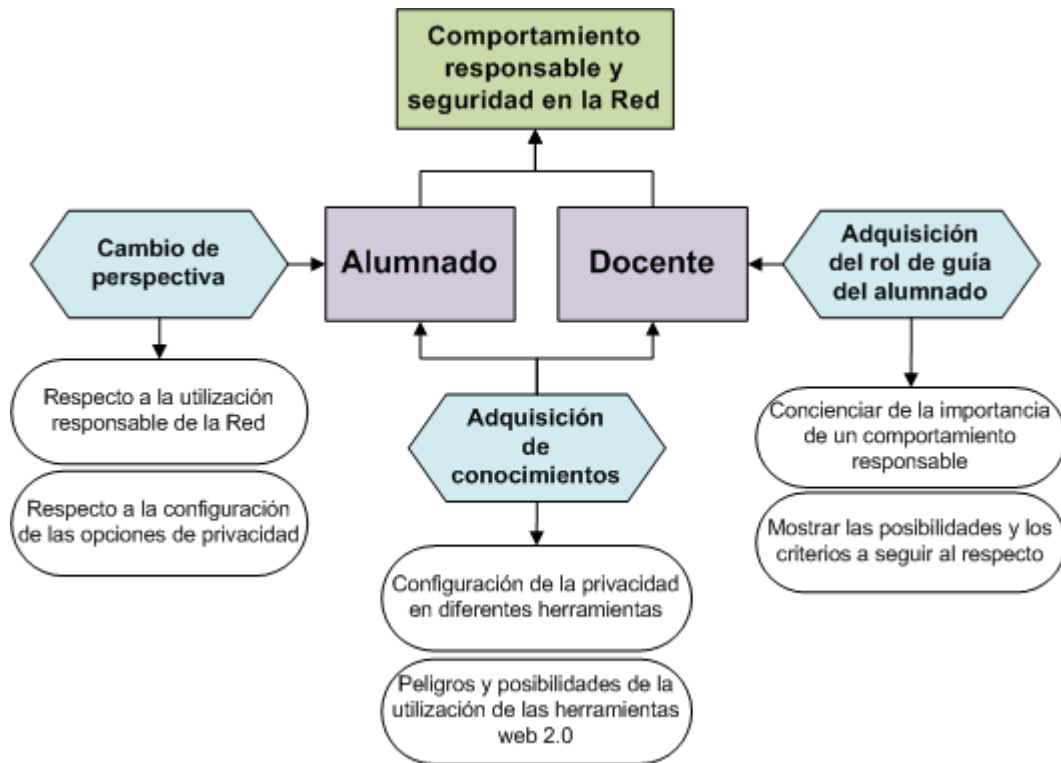 Comportamiento
responsable y
seguridad en la Red
Cambio de
perspectiva
Alumnado
Docente
Adquisición
del rol de guía
del alumnado
Respecto a la utilización
responsable de la Red
Respecto a la configuración
de las opciones de privacidad
Adquisición
de
conocimientos
Concienciar de la importancia
de un comportamiento
responsable
Mostrar las posibilidades y los
criterios a seguir al respecto
Configuración de la privacidad
en diferentes herramientas
Peligros y posibilidades de la
utilización de las herramientas
web 2.0